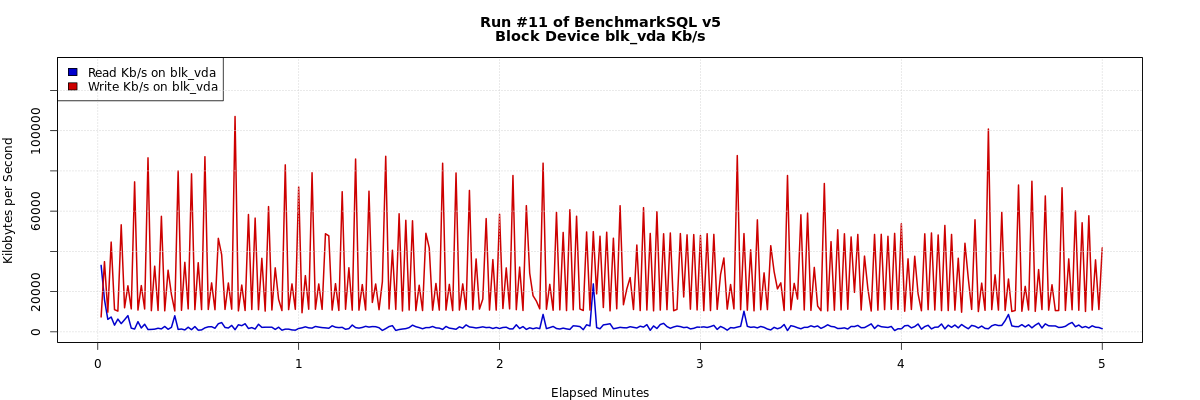 Run #11 of BenchmarkSQL v5
Block Device blk_vda Kb/s
Read Kb/s on blk_vda
Write Kb/s on blk_vda
Kilobytes per Second
100000
60000
20000
0
0 1 2 3 4 5
Elapsed Minutes